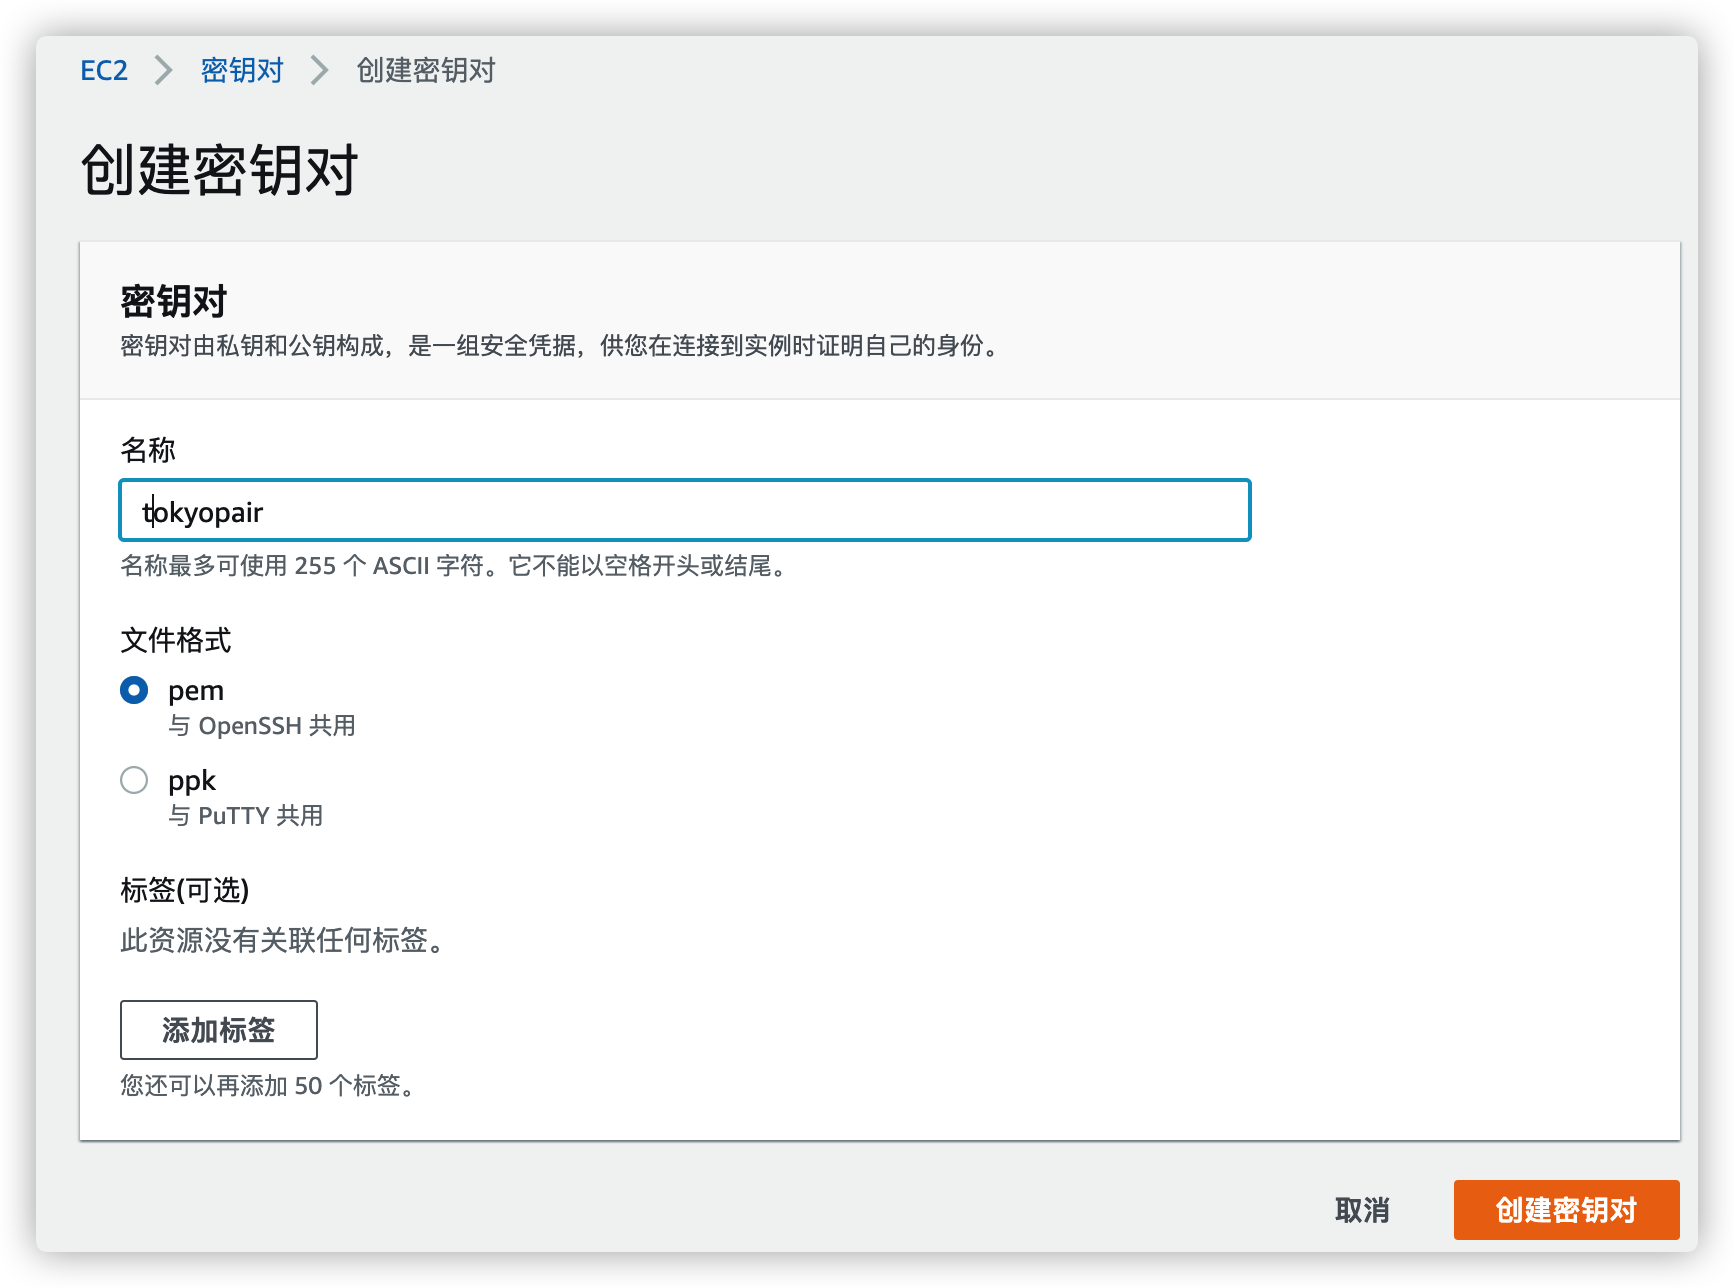 EC2 密钥对 创建密钥对
创建密钥对
密钥对
密钥对由私钥和公钥构成，是一组安全凭据，供您在连接到实例时证明自己的身份。
名称
tokyopair
名称最多可使用 255 个 ASCII 字符。它不能以空格开头或结尾。
文件格式
pem
与 OpenSSH 共用
ppk
与 PuTTY 共用
标签(可选)
此资源没有关联任何标签。
添加标签
您还可以再添加 50 个标签。
取消 创建密钥对